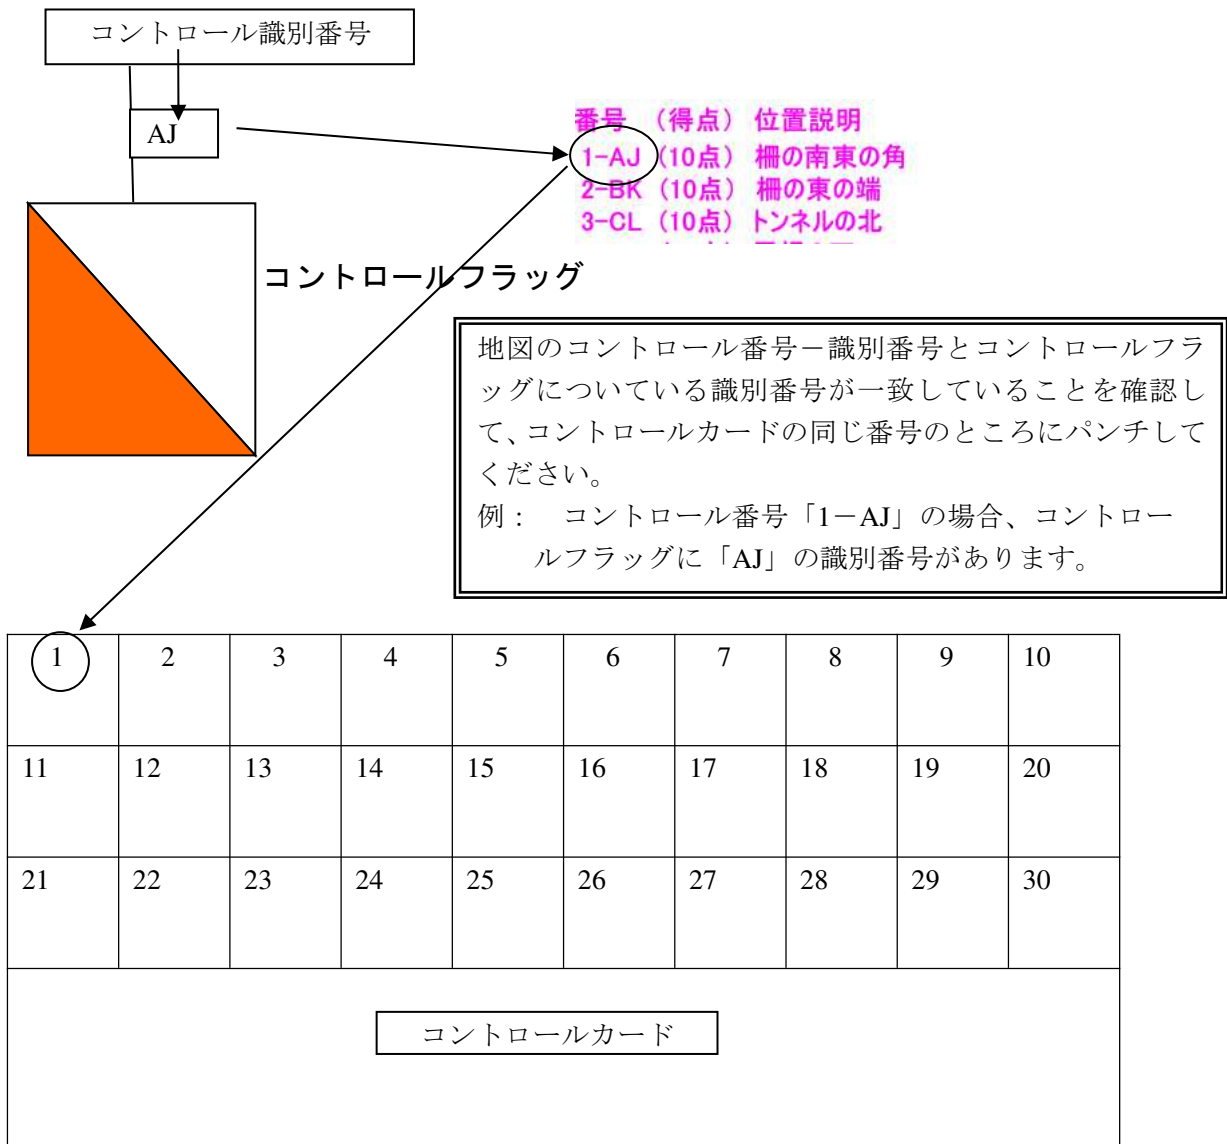 コントロール識別番号
AJ
番号 (得点) 位置説明
1-AJ (10点) 柵の南東の角
2-BK (10点) 柵の東の端
3-CL (10点) トンネルの北
コントロールフラッグ
地図のコントロール番号－識別番号とコントロールフラ
ッグについている識別番号が一致していることを確認し
て、コントロールカードの同じ番号のところにパンチして
ください。
例：　コントロール番号「1－AJ」の場合、コントロー
ルフラッグに「AJ」の識別番号があります。
1 2 3 4 5 6 7 8 9 10
11 12 13 14 15 16 17 18 19 20
21 22 23 24 25 26 27 28 29 30
コントロールカード